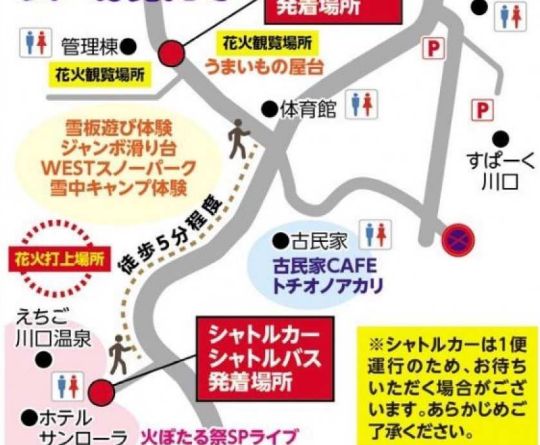 発着場所
管理棟
花火観覧場所
花火観覧場所
うまいもの屋台
P
P
体育館
すぱーく
川口
雪板遊び体験
ジャンボ滑り台
WESTスノーパーク
雪中キャンプ体験
徒歩5分程度
花火打上場所
古民家
古民家CAFE
トチオノアカリ
えちご
川口温泉
シャトルカー
シャトルバス
発着場所
ホテル
サンローラ
火ぼたる祭SPライブ
※シャトルカーは1便
運行のため、お待ち
いただく場合がござ
います。あらかじめご
了承ください。